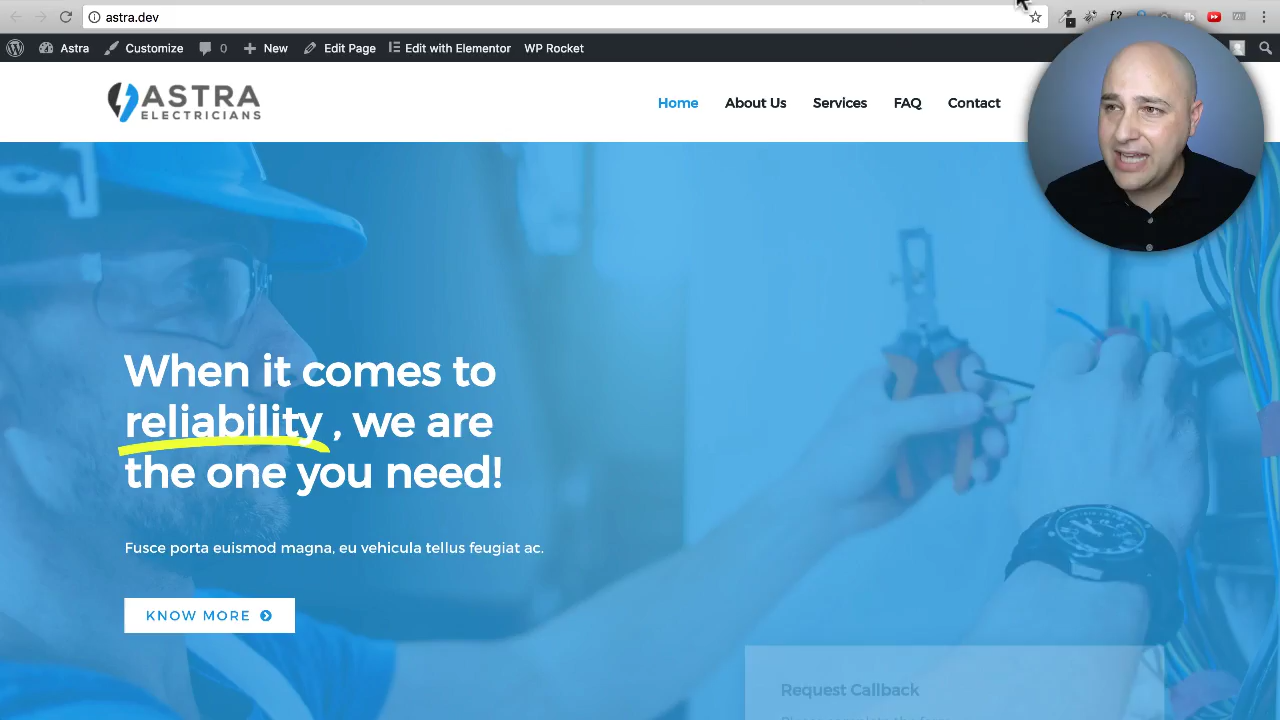 astra.dev
Astra Customize 0 New Edit Page Edit with Elementor WP Rocket
ASTRA
ELECTRICIANS
Home About Us Services FAQ Contact
When it comes to
reliability , we are
the one you need!
Fusce porta euismod magna, eu vehicula tellus feugiat ac.
KNOW MORE
Request Callback